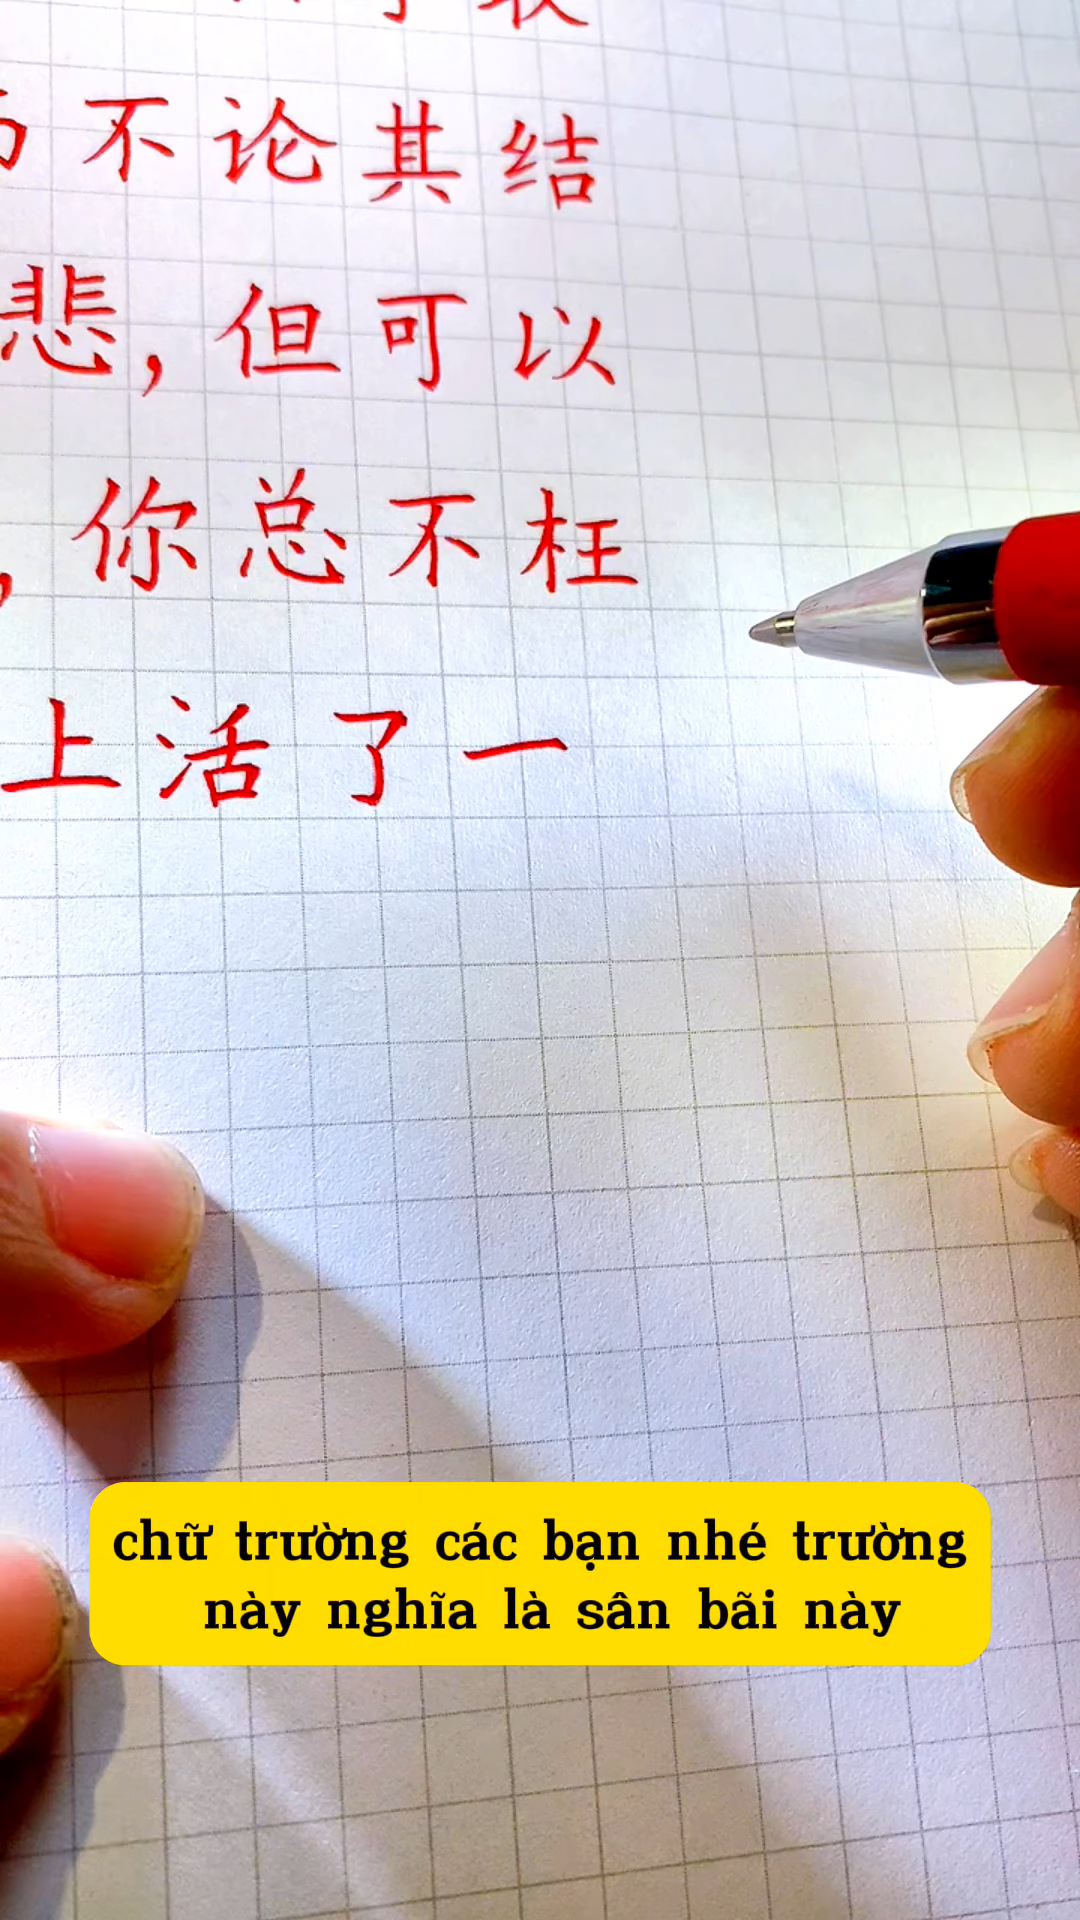 不论其结
悲,但可以
,你总不枉
上活了一
chữ trường các bạn nhé trường
này nghĩa là sân bãi này